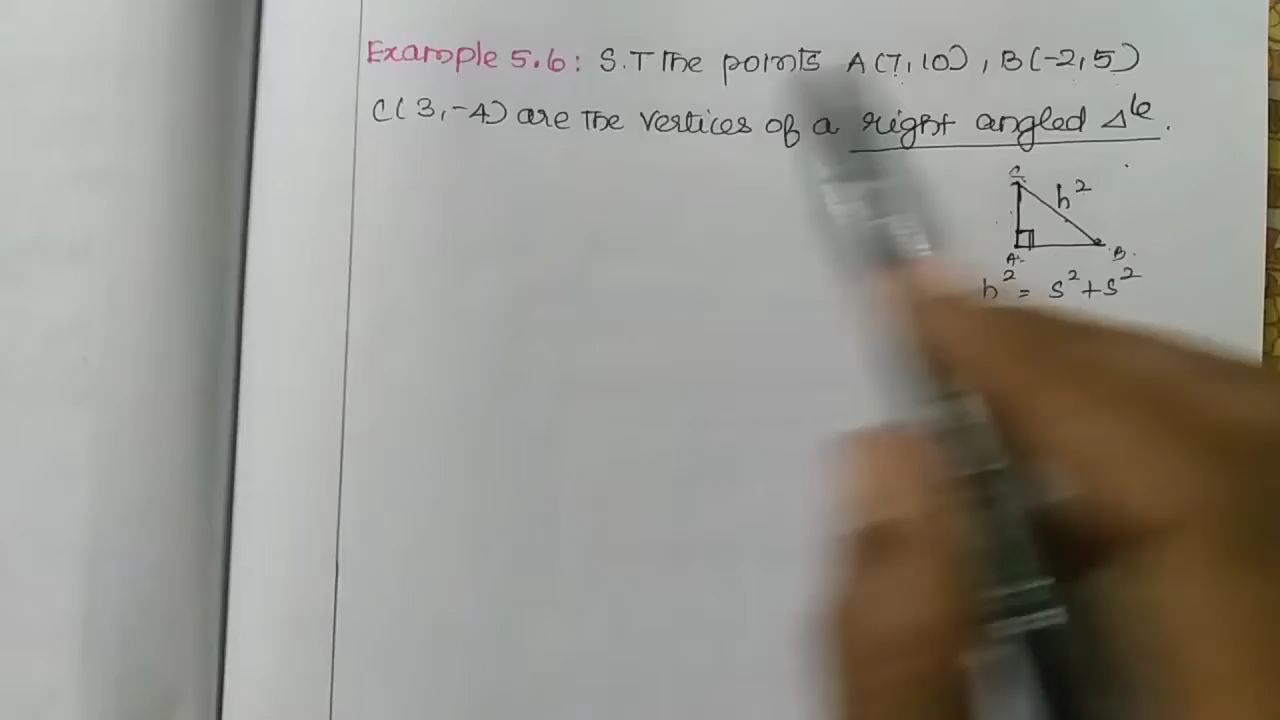 Example 5.6: S.T The points A(7,10), B(-2,5)
C(3,-4) are the vertices of a right angled Δle.
C
h²
A
B
h² = s²+s²